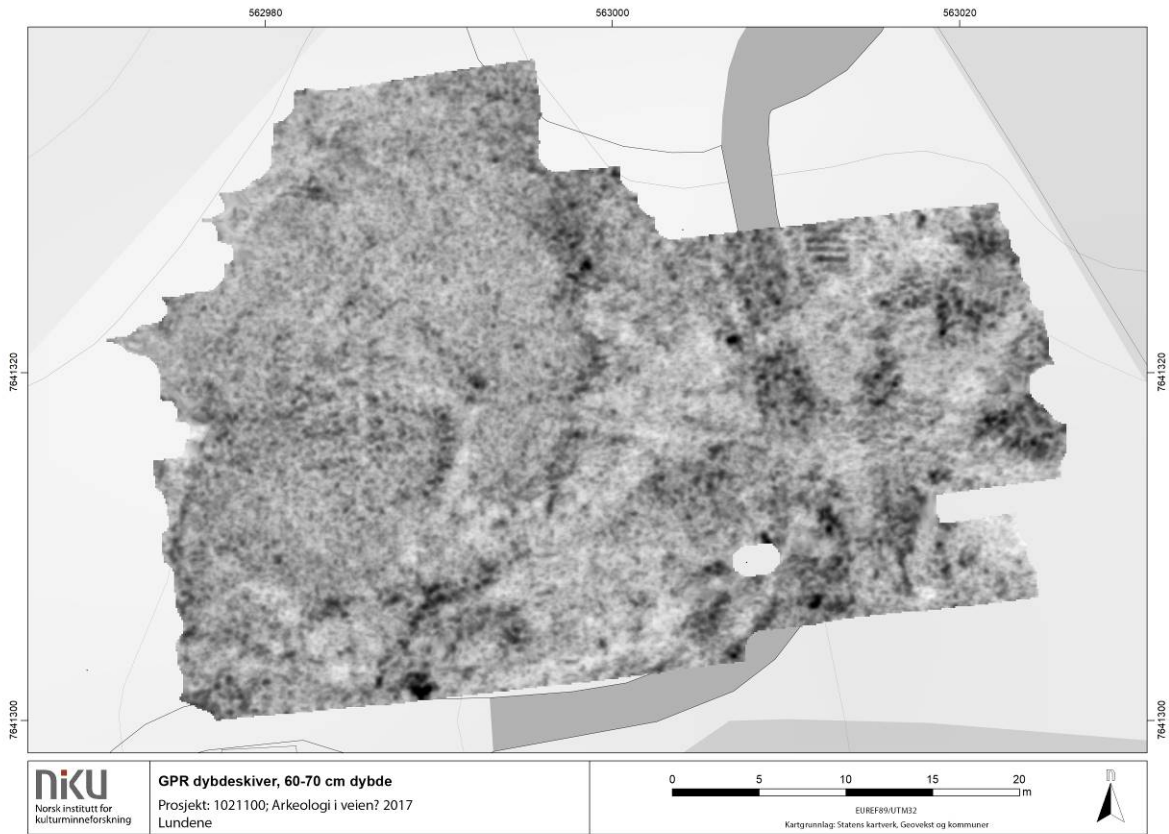 562980 563000 563020
7641320 7641320
7641300 7641300
niku
Norsk institutt for
kulturminneforskning
GPR dybdeskiver, 60-70 cm dybde
Prosjekt: 1021100; Arkeologi i veien? 2017
Lundene
0 5 10 15 20
m
EUREF89/UTM32
Kartgrunnlag: Statens kartverk, Geovekst og kommuner
n